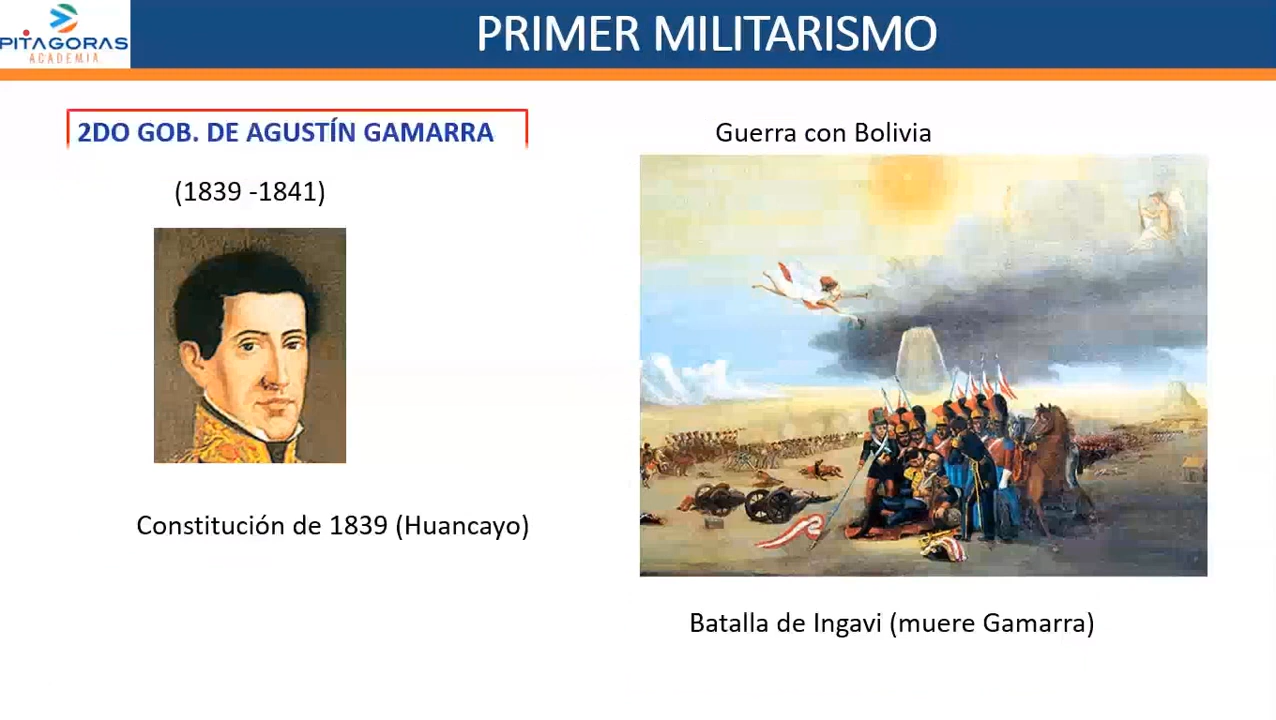 PITAGORAS
ACADEMIA
PRIMER MILITARISMO
2DO GOB. DE AGUSTÍN GAMARRA
(1839 -1841)
Constitución de 1839 (Huancayo)
Guerra con Bolivia
Batalla de Ingavi (muere Gamarra)